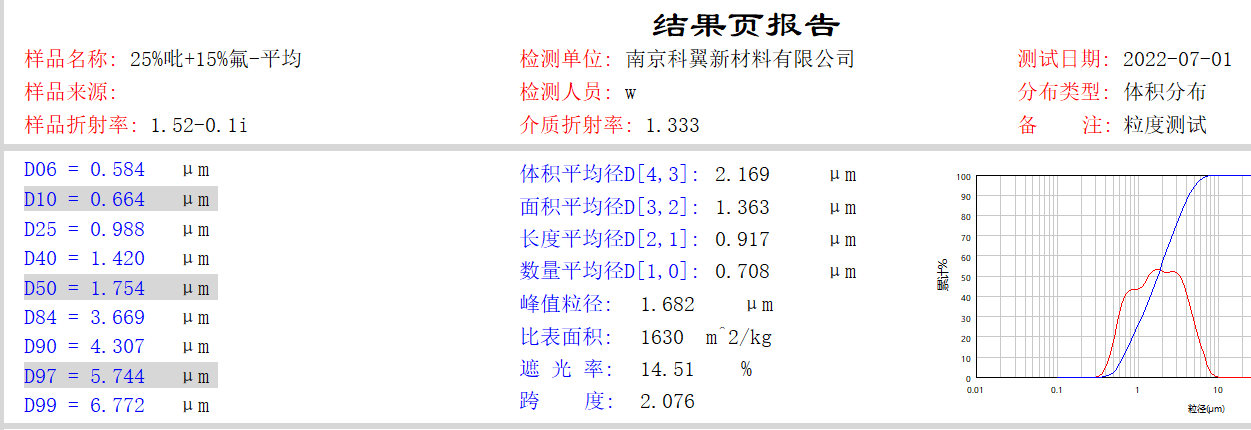 结果页报告
样品名称: 25%吡+15%氟-平均 检测单位: 南京科翼新材料有限公司 测试日期: 2022-07-01
样品来源: 检测人员: w 分布类型: 体积分布
样品折射率: 1.52-0.1i 介质折射率: 1.333 备 注: 粒度测试
D06 = 0.584 μm
D10 = 0.664 μm
D25 = 0.988 μm
D40 = 1.420 μm
D50 = 1.754 μm
D84 = 3.669 μm
D90 = 4.307 μm
D97 = 5.744 μm
D99 = 6.772 μm
体积平均径D[4,3]: 2.169 μm
面积平均径D[3,2]: 1.363 μm
长度平均径D[2,1]: 0.917 μm
数量平均径D[1,0]: 0.708 μm
峰值粒径: 1.682 μm
比表面积: 1630 m^2/kg
遮 光 率: 14.51 %
跨 度: 2.076
累计%
100
90
80
70
60
50
40
30
20
10
0
0.01 0.1 1 10
粒径(μm)